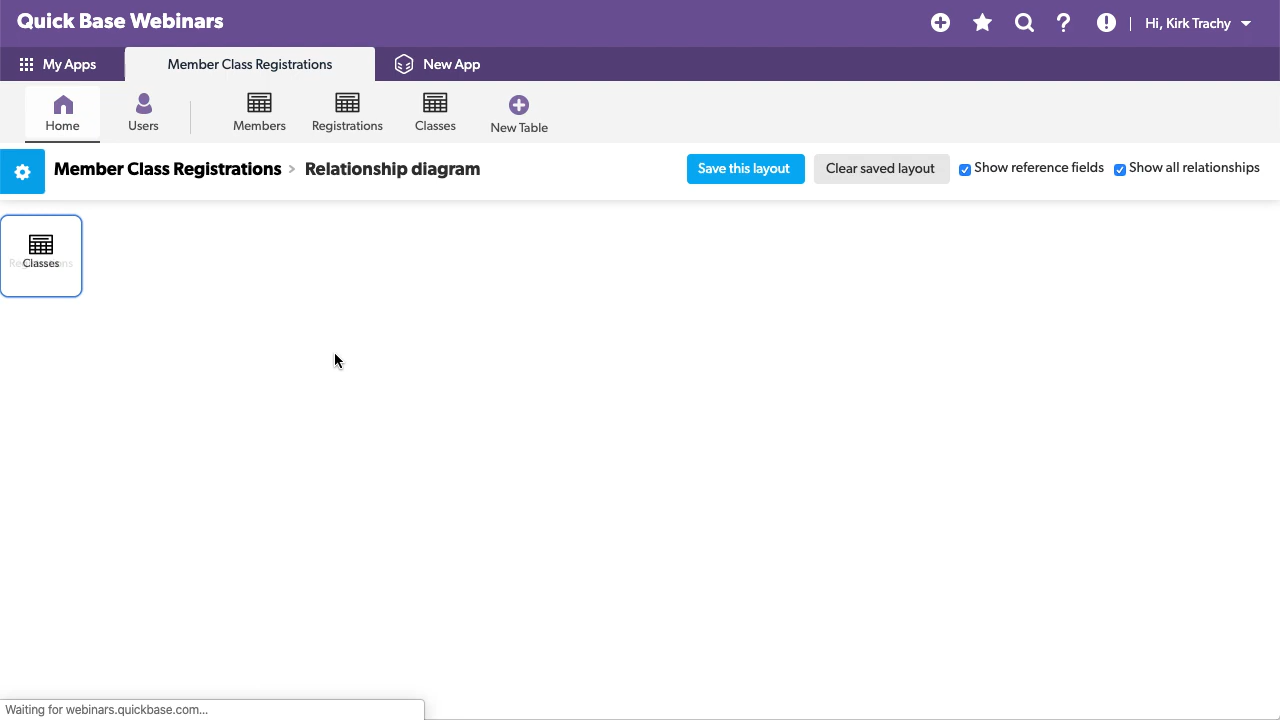 Quick Base Webinars
Hi, Kirk Trachy
My Apps
Member Class Registrations
New App
Home
Users
Members
Registrations
Classes
New Table
Member Class Registrations > Relationship diagram
Save this layout
Clear saved layout
Show reference fields
Show all relationships
Classes
Waiting for webinars.quickbase.com...